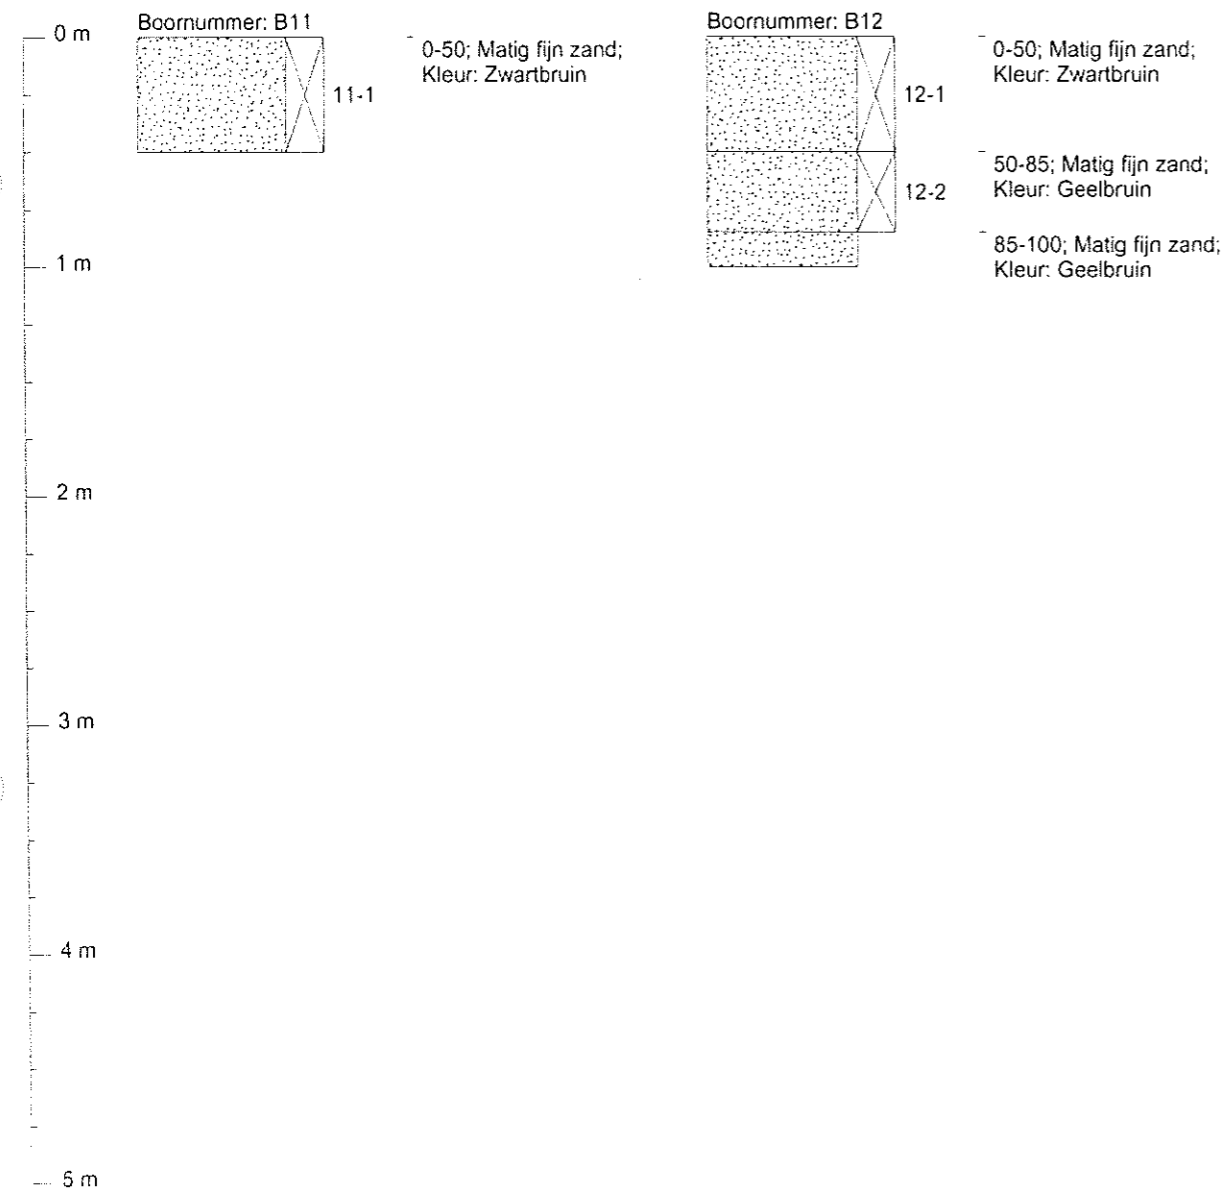 Boornummer: B11
0 m
0-50; Matig fijn zand;
Kleur: Zwartbruin
11-1
Boornummer: B12
0-50; Matig fijn zand;
Kleur: Zwartbruin
12-1
50-85; Matig fijn zand;
Kleur: Geelbruin
12-2
85-100; Matig fijn zand;
Kleur: Geelbruin
1 m
2 m
3 m
4 m
5 m